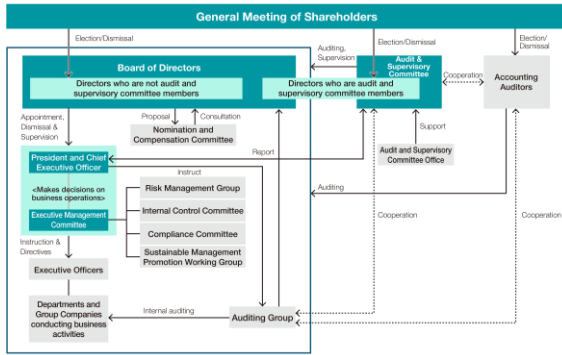 General Meeting of Shareholders
Election/Dismissal
Auditing,
Supervision
Election/Dismissal
Election/
Dismissal
Board of Directors
Directors who are not audit and
supervisory committee members
Directors who are audit and
supervisory committee members
Audit &
Supervisory
Committee
Cooperation
Accounting
Auditors
Appointment,
Dismissal &
Supervision
Proposal
Consultation
Nomination and
Compensation Committee
Support
Audit and Supervisory
Committee Office
President and Chief
Executive Officer
Report
Instruct
<Makes decisions on
business operations>
Executive Management
Committee
Risk Management Group
Internal Control Committee
Compliance Committee
Sustainable Management
Promotion Working Group
Auditing
Cooperation
Cooperation
Instruction &
Directives
Executive Officers
Departments and
Group Companies
conducting business
activities
Internal auditing
Auditing Group